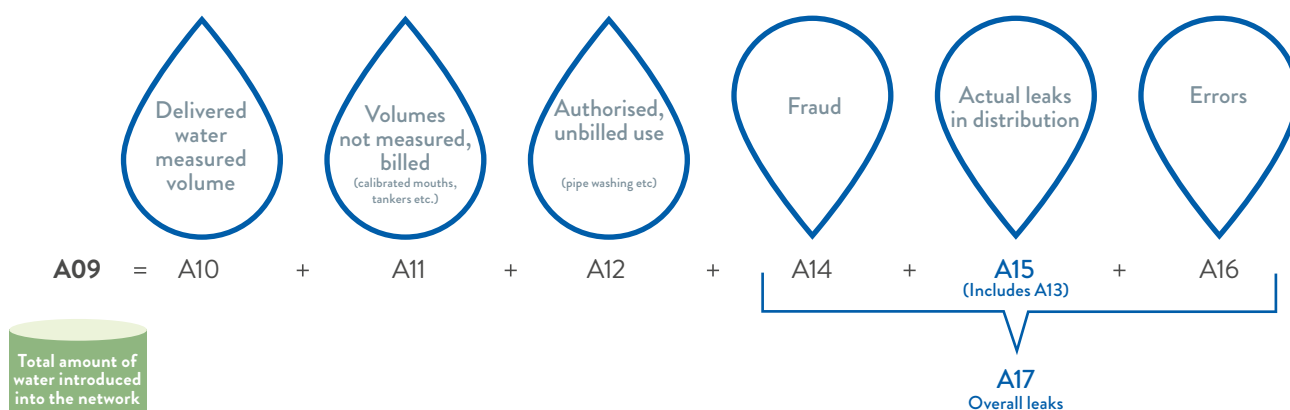 Delivered
water
measured
volume
Volumes
not measured,
billed
(calibrated mouths,
tankers etc.)
Authorised,
unbilled use
(pipe washing etc)
Fraud
Actual leaks
in distribution
Errors
A09 = A10 + A11 + A12 + A14 + A15 + A16
(Includes A13)
Total amount of
water introduced
into the network
A17
Overall leaks